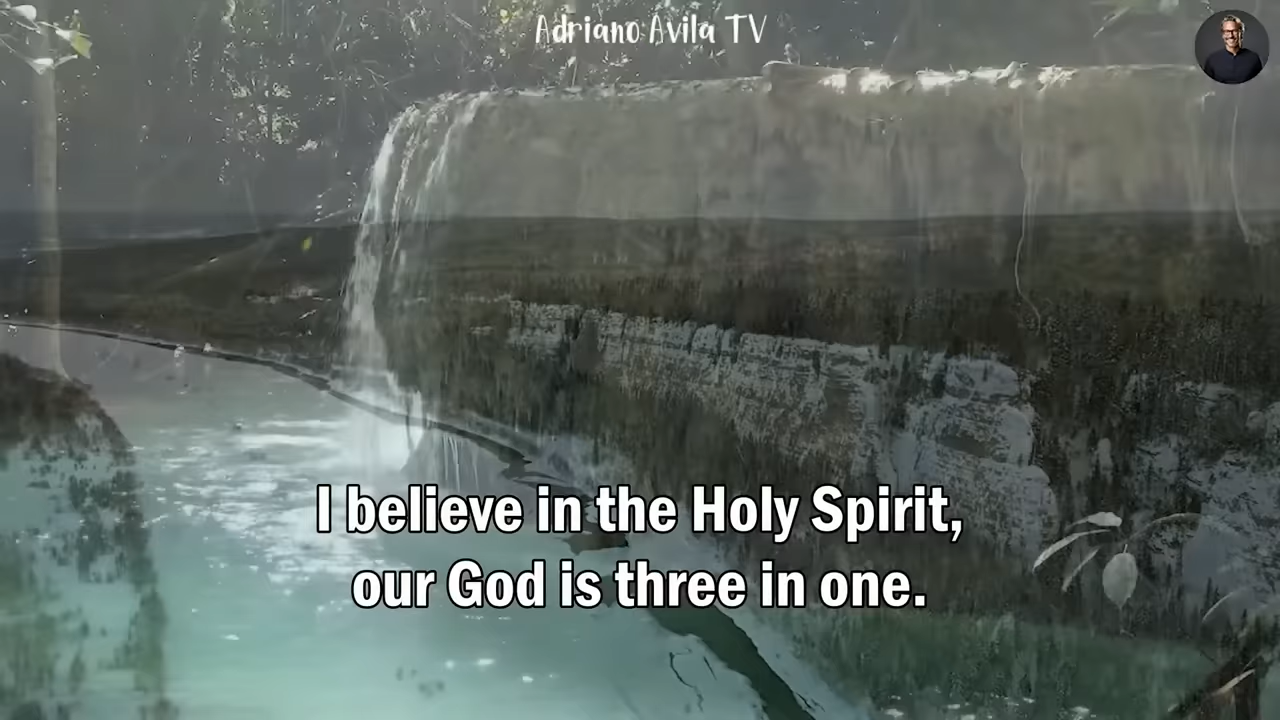 Adriano Avila TV
I believe in the Holy Spirit,
our God is three in one.